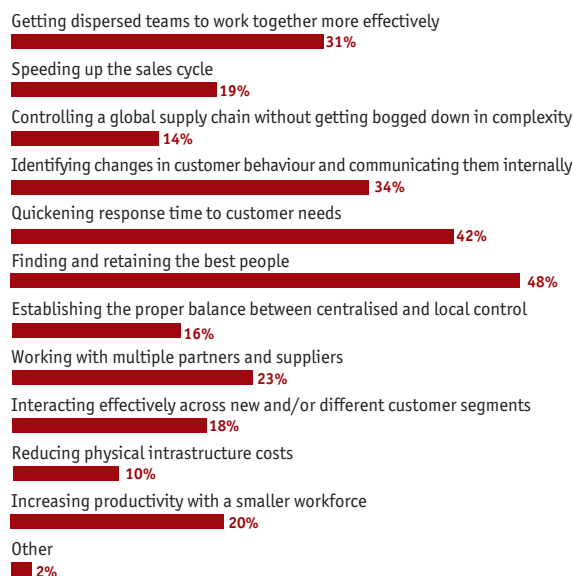 Getting dispersed teams to work together more effectively
31%
Speeding up the sales cycle
19%
Controlling a global supply chain without getting bogged down in complexity
14%
Identifying changes in customer behaviour and communicating them internally
34%
Quickening response time to customer needs
42%
Finding and retaining the best people
48%
Establishing the proper balance between centralised and local control
16%
Working with multiple partners and suppliers
23%
Interacting effectively across new and/or different customer segments
18%
Reducing physical intrastructure costs
10%
Increasing productivity with a smaller workforce
20%
Other
2%